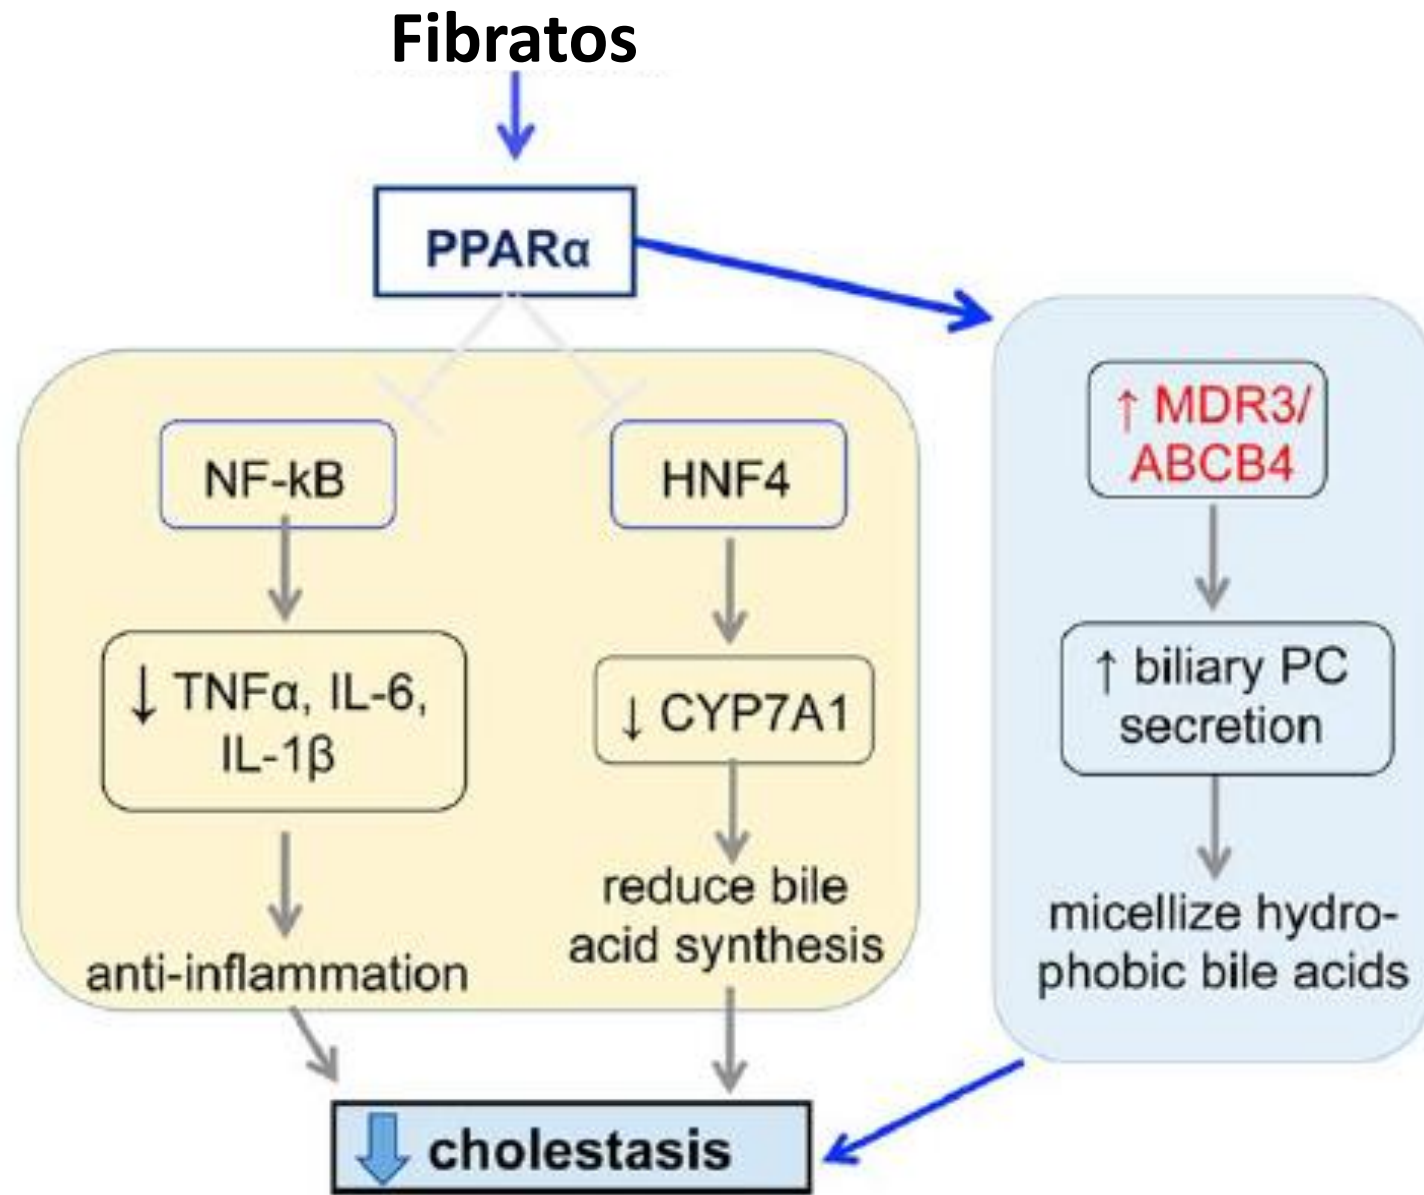 Fibratos
PPARα
NF-kB
HNF4
↑ MDR3/
ABCB4
↓ TNFα, IL-6,
IL-1β
↓ CYP7A1
↑ biliary PC
secretion
anti-inflammation
reduce bile
acid synthesis
micellize hydro-
phobic bile acids
cholestasis